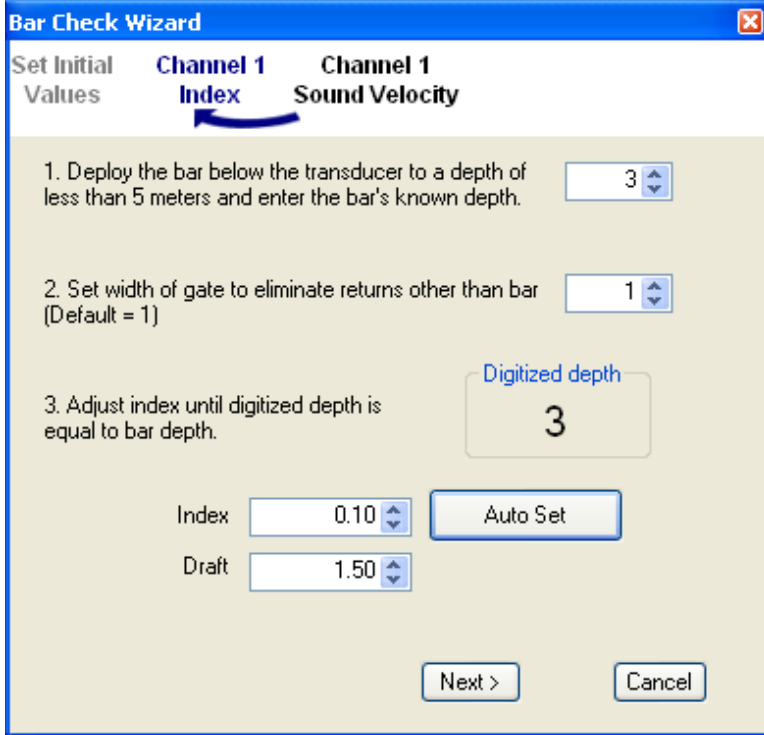 Bar Check Wizard
Set Initial Values
Channel 1 Index
Channel 1 Sound Velocity
1. Deploy the bar below the transducer to a depth of
less than 5 meters and enter the bar's known depth.
3
2. Set width of gate to eliminate returns other than bar
(Default = 1)
1
3. Adjust index until digitized depth is
equal to bar depth.
Digitized depth
3
Index
0.10
Auto Set
Draft
1.50
Next >
Cancel